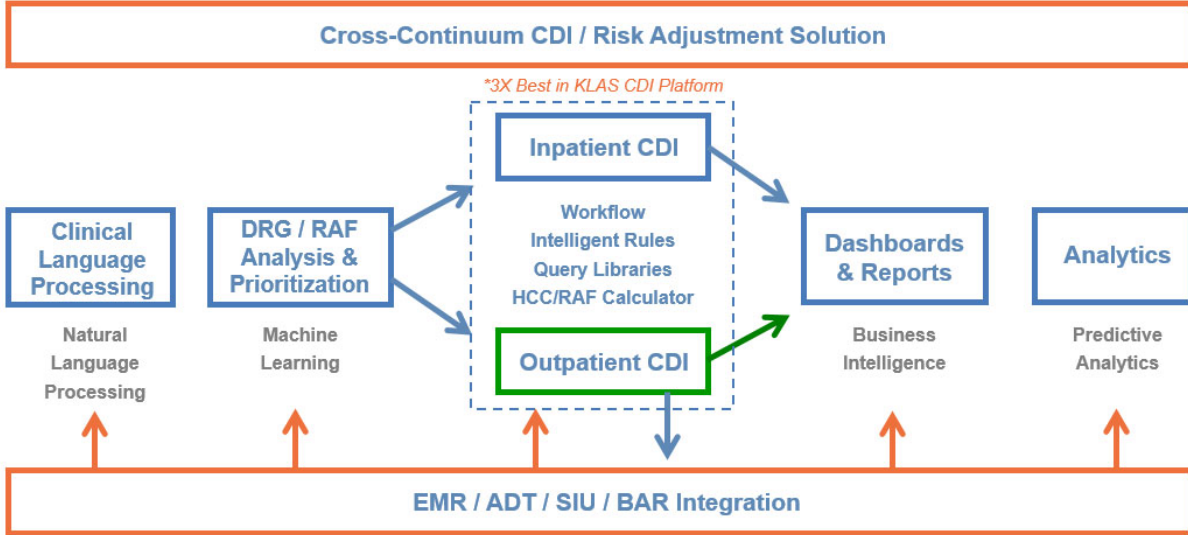 Cross-Continuum CDI / Risk Adjustment Solution
*3X Best in KLAS CDI Platform
Clinical
Language
Processing
Natural
Language
Processing
DRG / RAF
Analysis &
Prioritization
Machine
Learning
Inpatient CDI
Workflow
Intelligent Rules
Query Libraries
HCC/RAF Calculator
Outpatient CDI
Dashboards
& Reports
Business
Intelligence
Analytics
Predictive
Analytics
EMR / ADT / SIU / BAR Integration